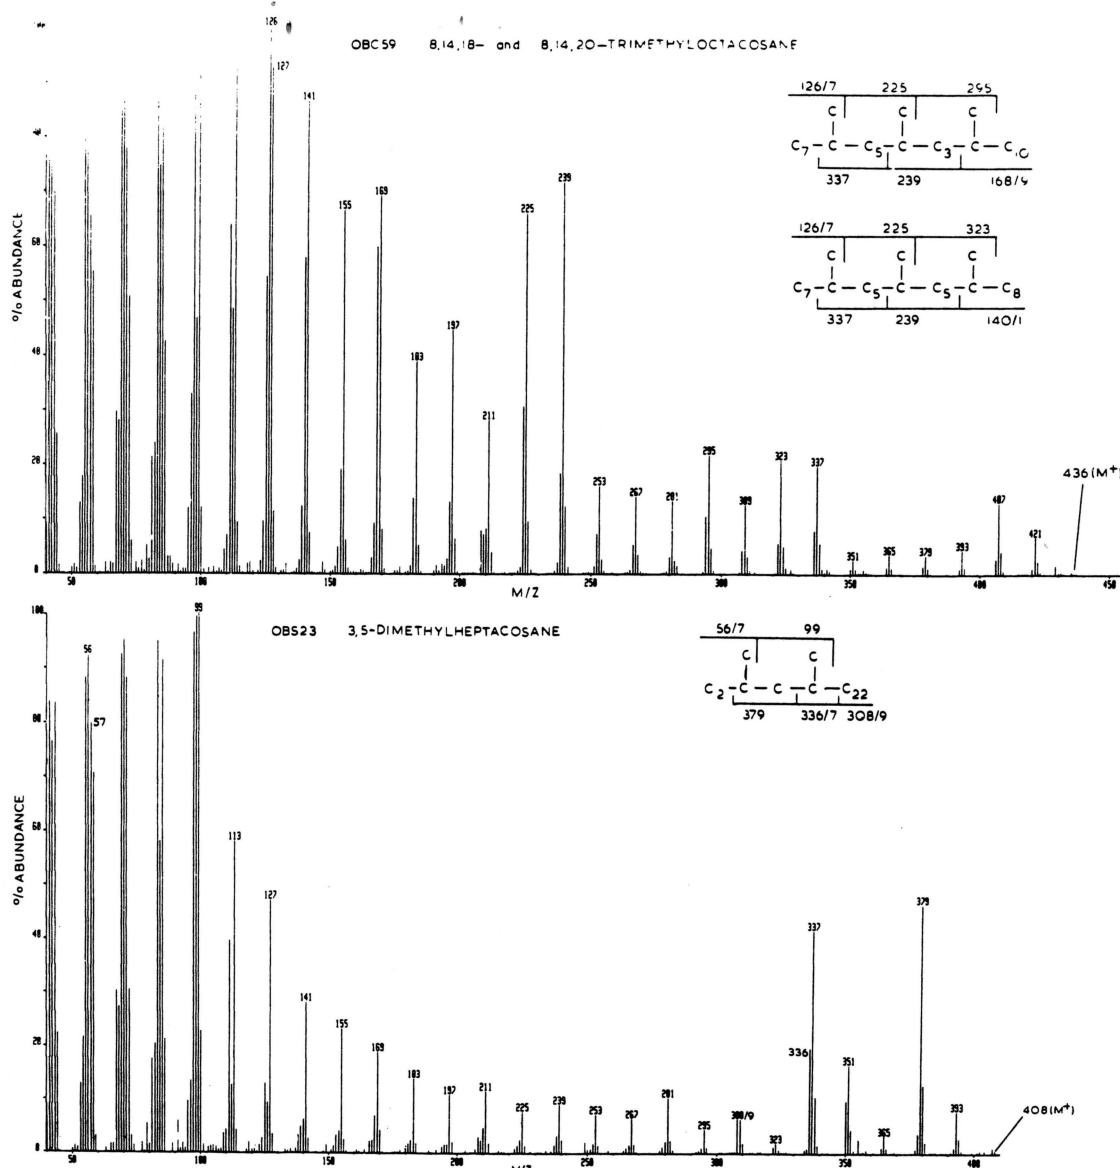 OBC59 8,14,18– and 8,14,20–TRIMETHYLOCTACOSANE
% ABUNDANCE
60
40
20
0
126
127
141
155
169
183
197
211
225
239
253
267
281
295
309
323
337
351
365
379
393
407
421
436(M+)
50 100 150 200 250 300 350 400 450
M/Z
126/7 225 295
C C C
C7–C–C5–C–C3–C–C10
337 239 168/9
126/7 225 323
C C C
C7–C–C5–C–C5–C–C8
337 239 140/1
OBS23 3,5-DIMETHYLHEPTACOSANE
% ABUNDANCE
100
80
60
40
20
0
56
57
99
113
127
141
155
169
183
197
211
225
239
253
267
281
295
308/9
323
336
337
351
365
379
393
408(M+)
50 100 150 200 250 300 350 400
M/Z
56/7 99
C C
C2–C–C–C–C22
379 336/7 308/9